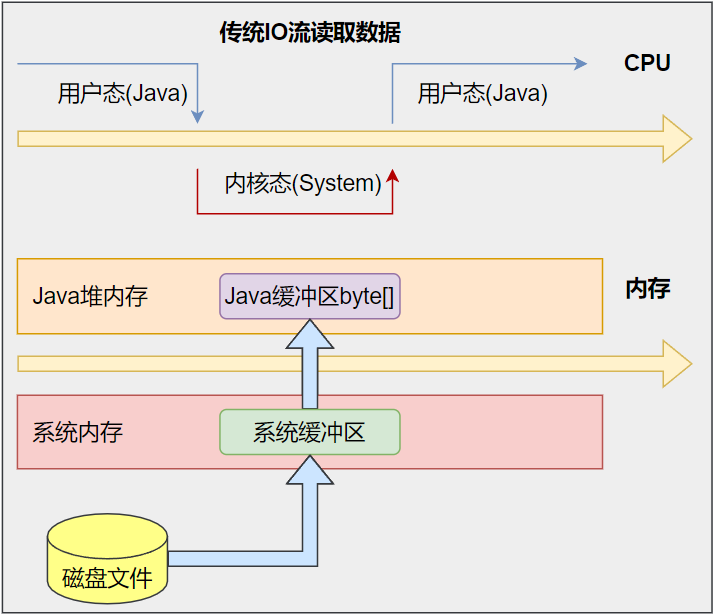 传统IO流读取数据
CPU
用户态(Java)
用户态(Java)
内核态(System)
Java堆内存
Java缓冲区byte[]
内存
系统内存
系统缓冲区
磁盘文件